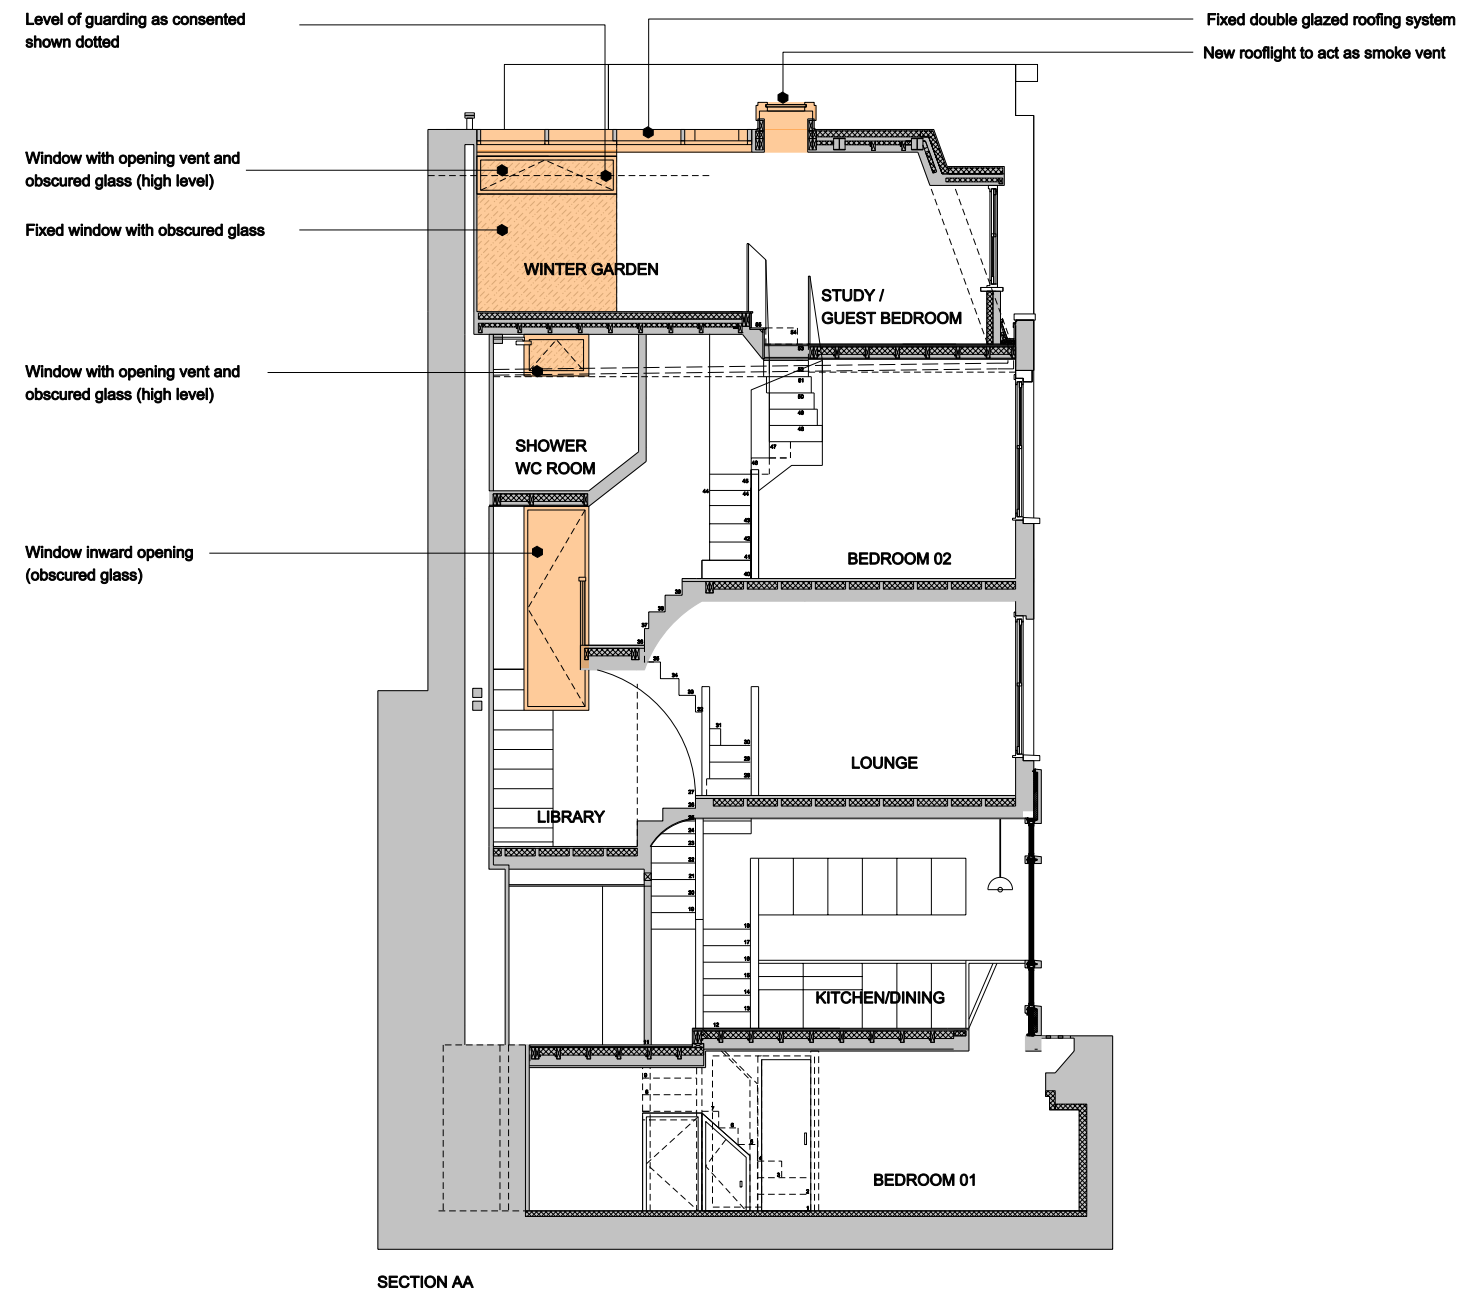 Level of guarding as consented
shown dotted
Fixed double glazed roofing system
New rooflight to act as smoke vent
Window with opening vent and
obscured glass (high level)
Fixed window with obscured glass
WINTER GARDEN
STUDY /
GUEST BEDROOM
Window with opening vent and
obscured glass (high level)
SHOWER
WC ROOM
Window inward opening
(obscured glass)
BEDROOM 02
LOUNGE
LIBRARY
KITCHEN/DINING
BEDROOM 01
SECTION AA